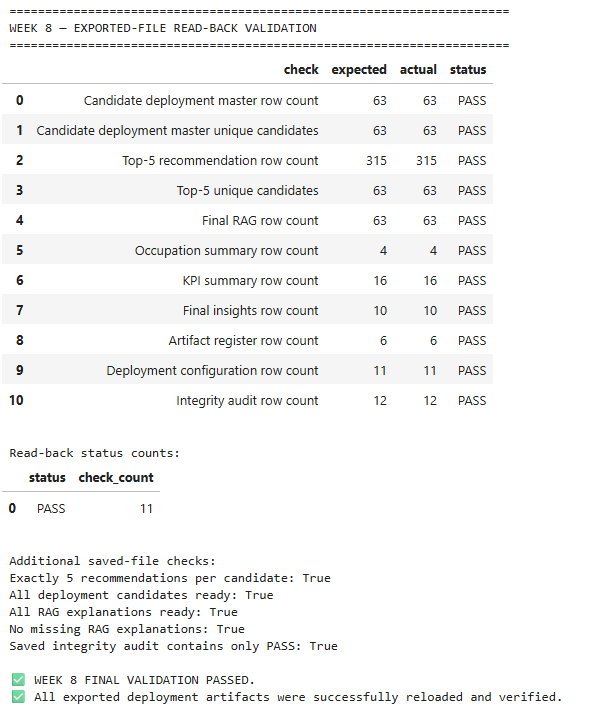 ======================================================================
WEEK 8 — EXPORTED-FILE READ-BACK VALIDATION
======================================================================
check expected actual status
0 Candidate deployment master row count 63 63 PASS
1 Candidate deployment master unique candidates 63 63 PASS
2 Top-5 recommendation row count 315 315 PASS
3 Top-5 unique candidates 63 63 PASS
4 Final RAG row count 63 63 PASS
5 Occupation summary row count 4 4 PASS
6 KPI summary row count 16 16 PASS
7 Final insights row count 10 10 PASS
8 Artifact register row count 6 6 PASS
9 Deployment configuration row count 11 11 PASS
10 Integrity audit row count 12 12 PASS
Read-back status counts:
status check_count
0 PASS 11
Additional saved-file checks:
Exactly 5 recommendations per candidate: True
All deployment candidates ready: True
All RAG explanations ready: True
No missing RAG explanations: True
Saved integrity audit contains only PASS: True
✅ WEEK 8 FINAL VALIDATION PASSED.
✅ All exported deployment artifacts were successfully reloaded and verified.